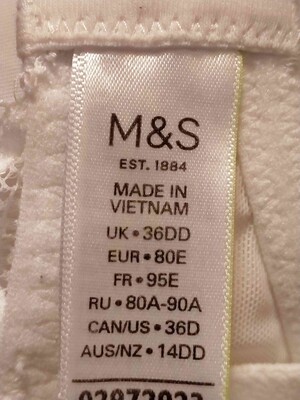 M&S
EST. 1884
MADE IN
VIETNAM
UK • 36DD
EUR • 80E
FR • 95E
RU • 80A-90A
CAN/US • 36D
AUS/NZ • 14DD